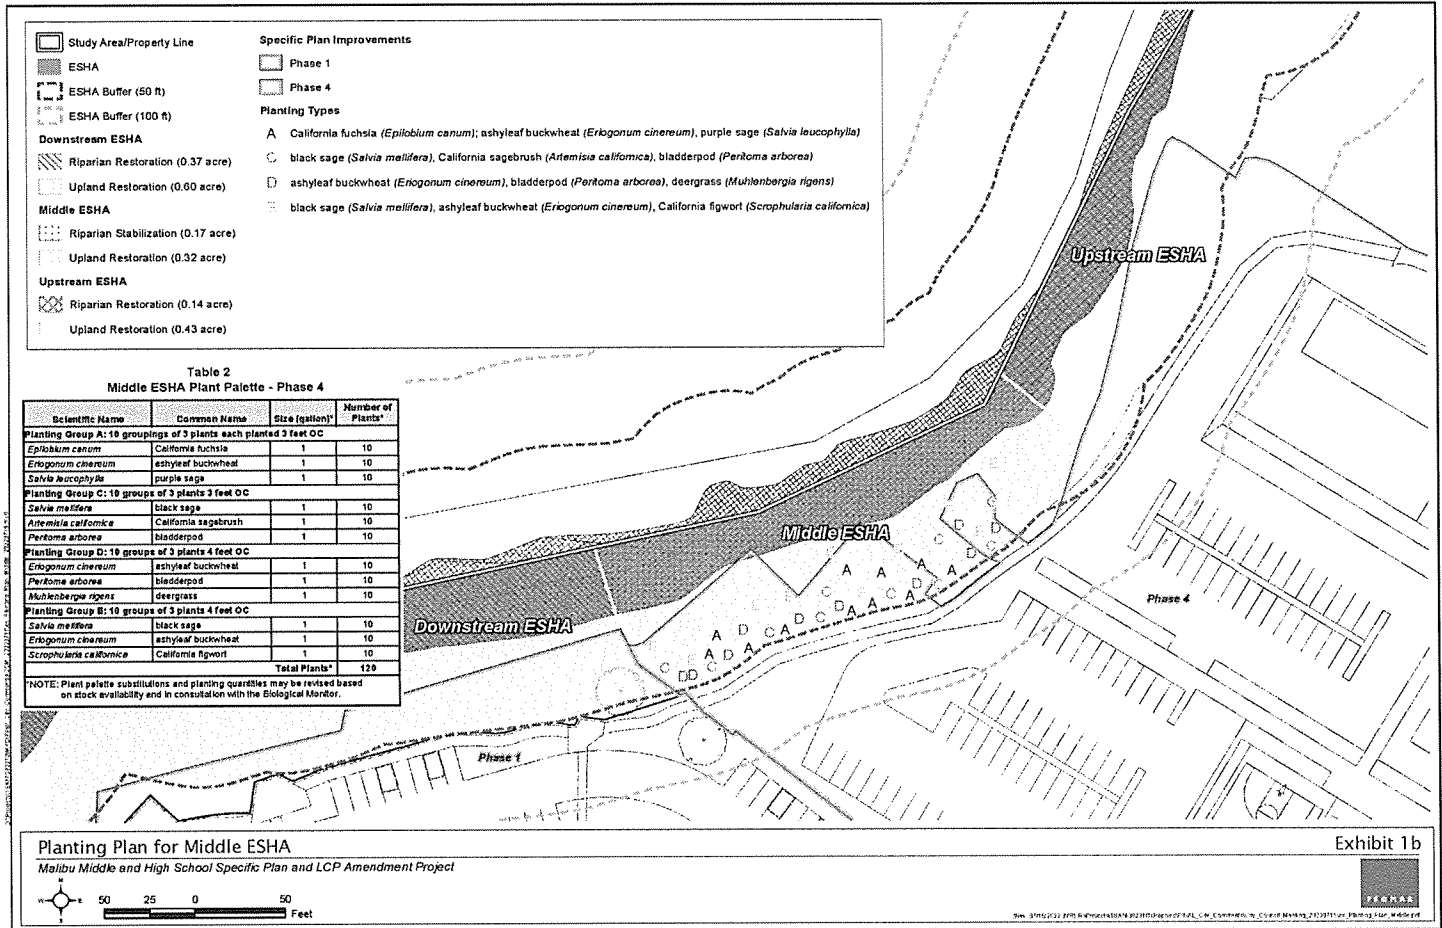 Study Area/Property Line
ESHA
ESHA Buffer (50 ft)
ESHA Buffer (100 ft)
Downstream ESHA
Riparian Restoration (0.37 acre)
Upland Restoration (0.60 acre)
Middle ESHA
Riparian Stabilization (0.17 acre)
Upland Restoration (0.32 acre)
Upstream ESHA
Riparian Restoration (0.14 acre)
Upland Restoration (0.43 acre)
Specific Plan Improvements
Phase 1
Phase 4
Planting Types
A California fuchsia (Epilobium canum); ashyleaf buckwheat (Eriogonum cinereum), purple sage (Salvia leucophylla)
C black sage (Salvia mellifera), California sagebrush (Artemisia californica), bladderpod (Peritoma arborea)
D ashyleaf buckwheat (Eriogonum cinereum), bladderpod (Peritoma arborea), deergrass (Muhlenbergia rigens)
black sage (Salvia mellifera), ashyleaf buckwheat (Eriogonum cinereum), California figwort (Scrophularia californica)
Table 2
Middle ESHA Plant Palette - Phase 4
Scientific Name Common Name Size (gallon)* Number of Plants*
Planting Group A: 10 groupings of 3 plants each planted 3 feet OC
Epilobium canum California fuchsia 1 10
Eriogonum cinereum ashyleaf buckwheat 1 10
Salvia leucophylla purple sage 1 10
Planting Group C: 10 groups of 3 plants 3 feet OC
Salvia mellifera black sage 1 10
Artemisia californica California sagebrush 1 10
Peritoma arborea bladderpod 1 10
Planting Group D: 10 groups of 3 plants 4 feet OC
Eriogonum cinereum ashyleaf buckwheat 1 10
Peritoma arborea bladderpod 1 10
Muhlenbergia rigens deergrass 1 10
Planting Group E: 10 groups of 3 plants 4 feet OC
Salvia mellifera black sage 1 10
Eriogonum cinereum ashyleaf buckwheat 1 10
Scrophularia californica California figwort 1 10
Total Plants* 120
*NOTE: Plant palette substitutions and planting quantities may be revised based
on stock availability and in consultation with the Biological Monitor.
Upstream ESHA
Middle ESHA
Downstream ESHA
Phase 4
Phase 1
Planting Plan for Middle ESHA
Exhibit 1b
Malibu Middle and High School Specific Plan and LCP Amendment Project
N
W E
S
50 25 0 50
Feet
PSOMAS